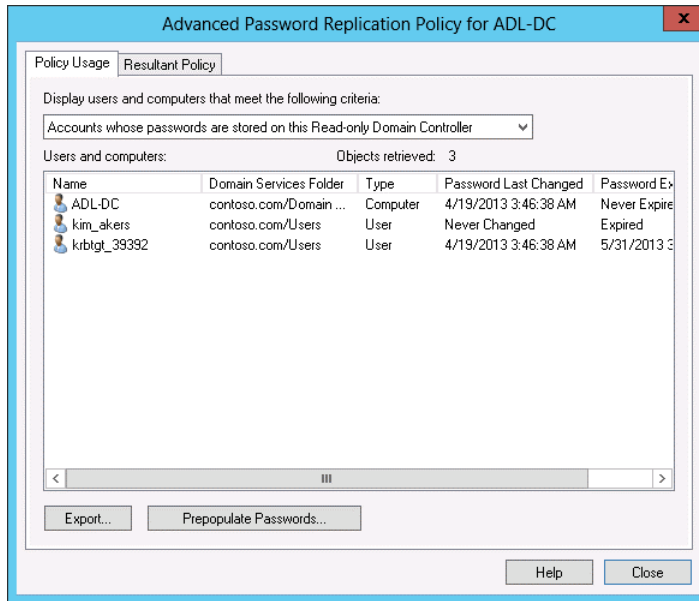 Advanced Password Replication Policy for ADL-DC
x
Policy Usage Resultant Policy
Display users and computers that meet the following criteria:
Accounts whose passwords are stored on this Read-only Domain Controller
Users and computers: Objects retrieved: 3
Name Domain Services Folder Type Password Last Changed Password Ex
ADL-DC contoso.com/Domain ... Computer 4/19/2013 3:46:38 AM Never Expire
kim_akers contoso.com/Users User Never Changed Expired
krbtgt_39392 contoso.com/Users User 4/19/2013 3:46:38 AM 5/31/2013 3
Export... Prepopulate Passwords...
Help Close